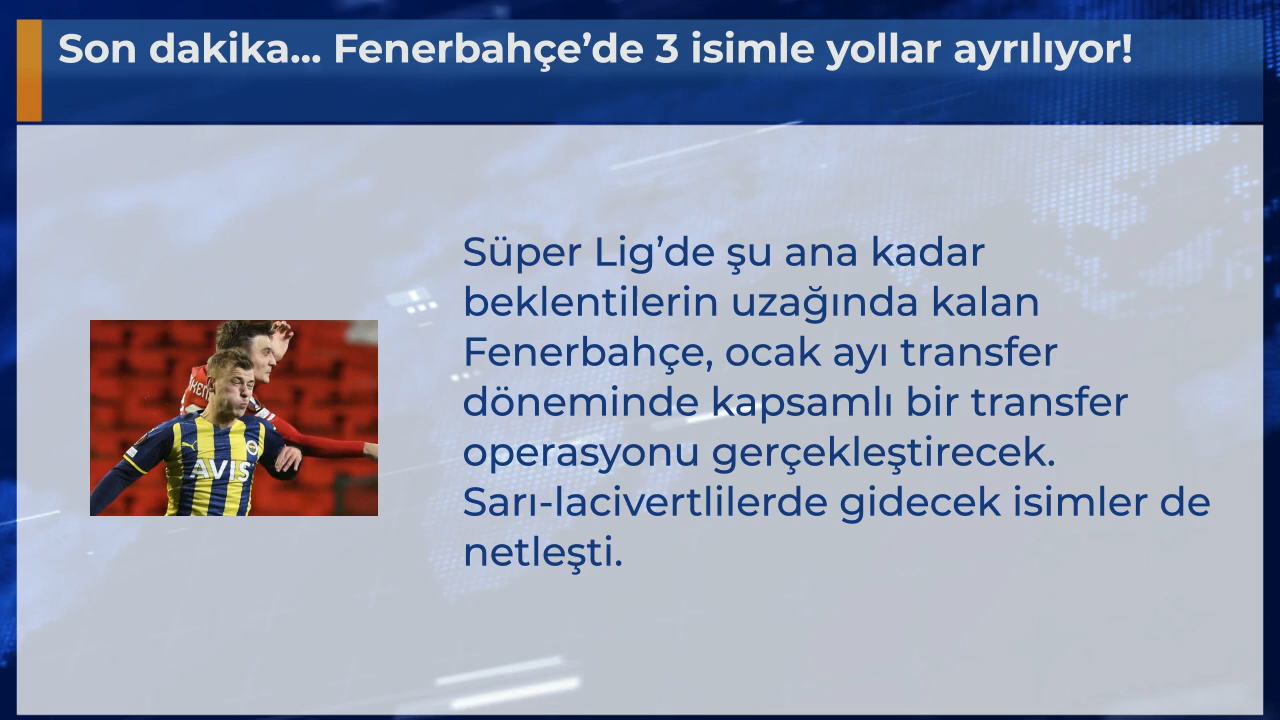 Son dakika... Fenerbahçe’de 3 isimle yollar ayrılıyor!
Süper Lig’de şu ana kadar
beklentilerin uzağında kalan
Fenerbahçe, ocak ayı transfer
döneminde kapsamlı bir transfer
operasyonu gerçekleştirecek.
Sarı-lacivertlilerde gidecek isimler de
netleşti.
AVIS